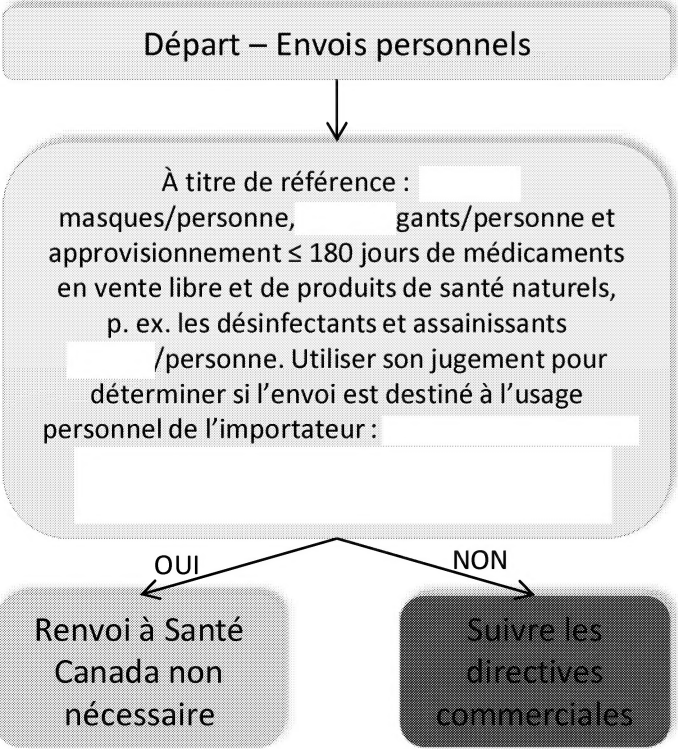 Départ – Envois personnels
À titre de référence :
masques/personne, gants/personne et
approvisionnement ≤ 180 jours de médicaments
en vente libre et de produits de santé naturels,
p. ex. les désinfectants et assainissants
/personne. Utiliser son jugement pour
déterminer si l’envoi est destiné à l’usage
personnel de l’importateur :
OUI
NON
Renvoi à Santé
Canada non
nécessaire
Suivre les
directives
commerciales